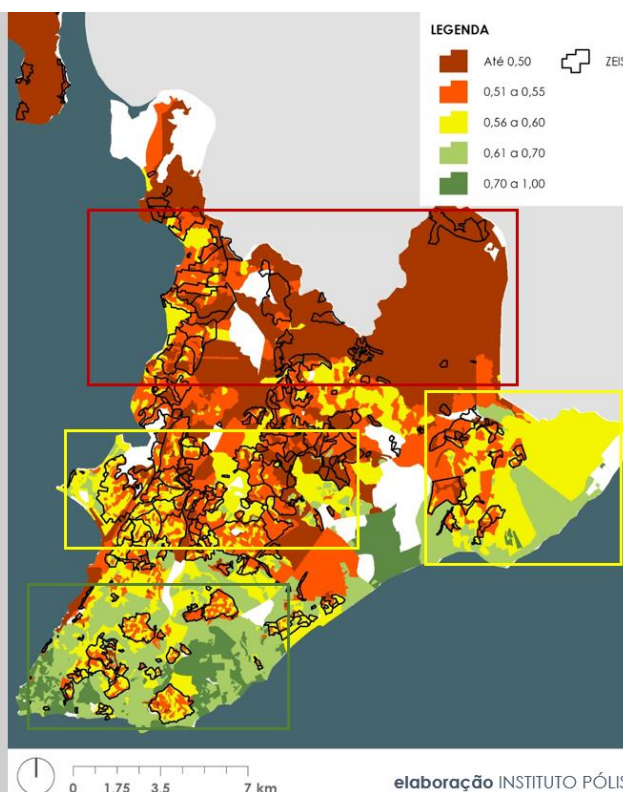 LEGENDA
Até 0,50
ZEIS
0,51 a 0,55
0,56 a 0,60
0,61 a 0,70
0,70 a 1,00
0 1,75 3,5 7 km
elaboração INSTITUTO PÓLIS